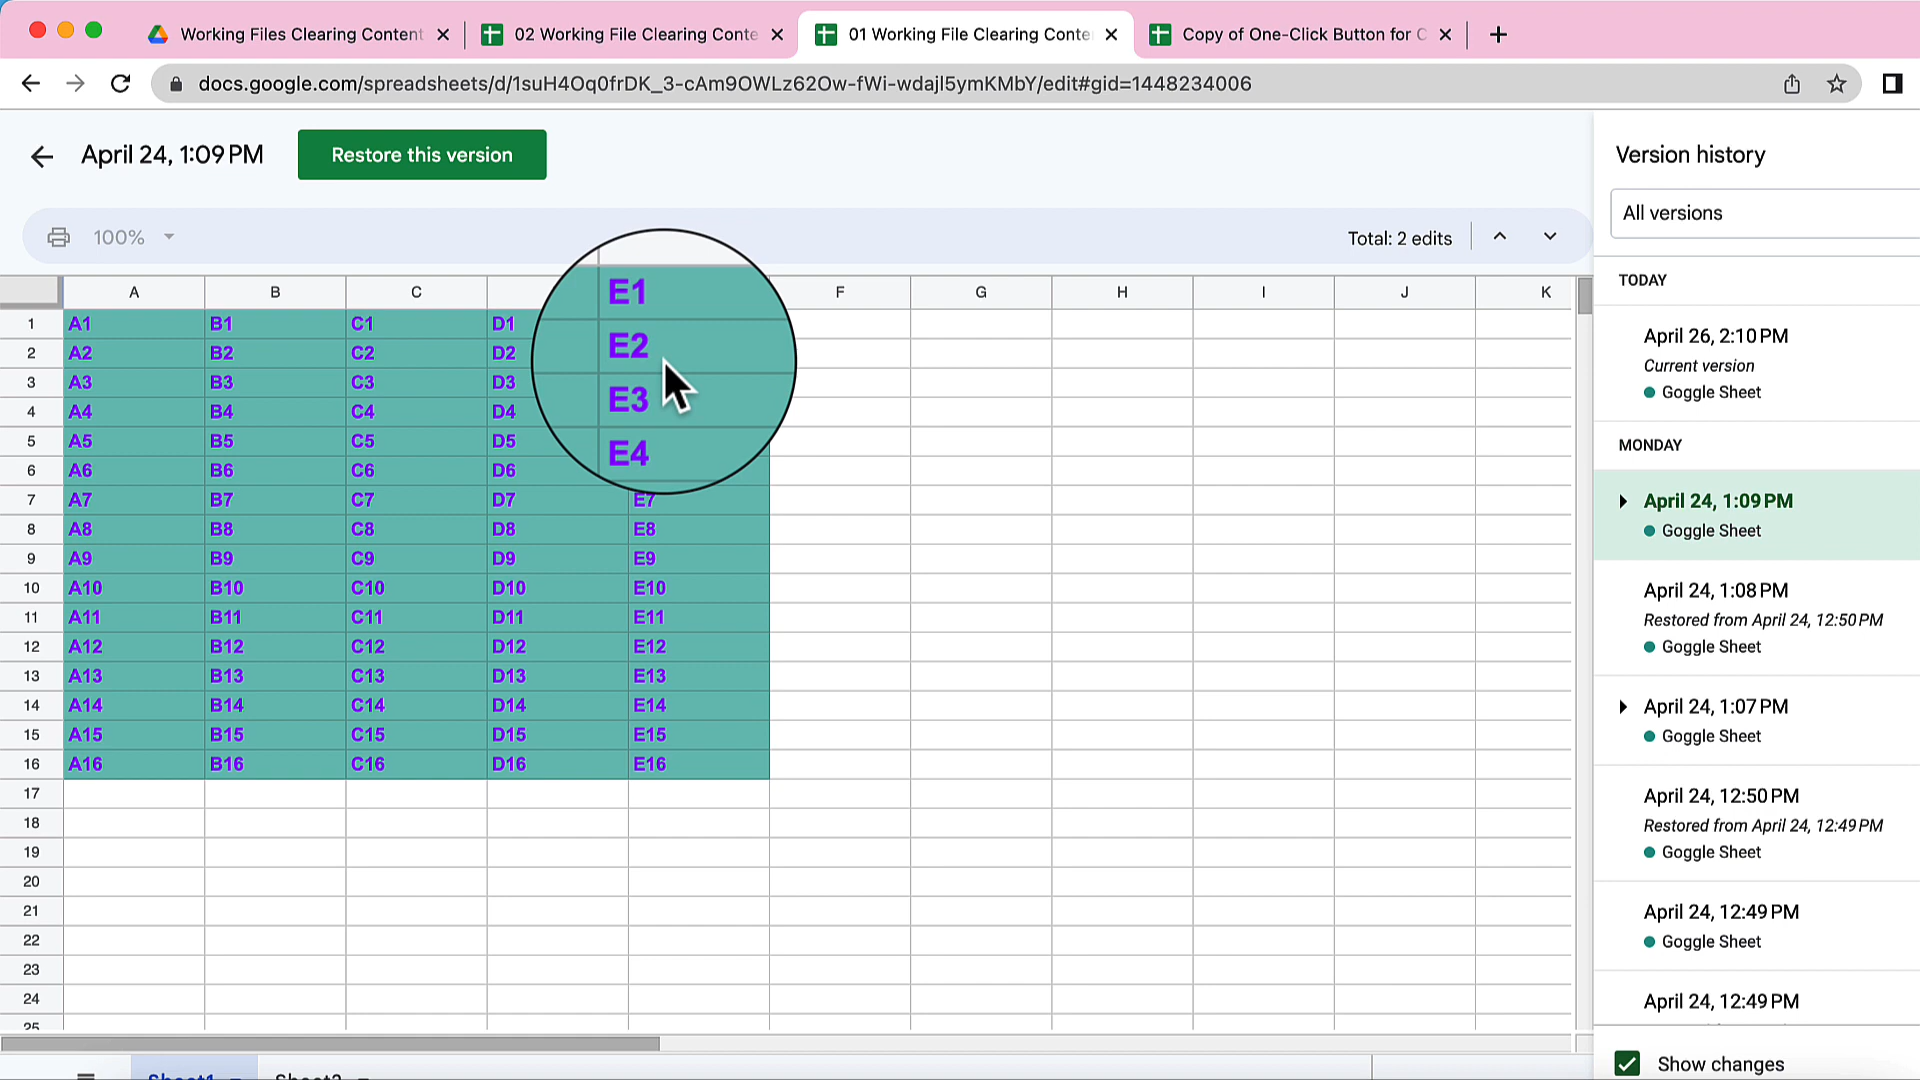 Working Files Clearing Content
02 Working File Clearing Conte
01 Working File Clearing Conte
Copy of One-Click Button for C
docs.google.com/spreadsheets/d/1suH4Oq0frDK_3-cAm9OWLz62Ow-fWi-wdajl5ymKMbY/edit#gid=1448234006
April 24, 1:09 PM
Restore this version
Version history
All versions
100%
Total: 2 edits
A B C F G H I J K
1 A1 B1 C1 D1 E1
2 A2 B2 C2 D2 E2
3 A3 B3 C3 D3 E3
4 A4 B4 C4 D4 E4
5 A5 B5 C5 D5
6 A6 B6 C6 D6
7 A7 B7 C7 D7 E7
8 A8 B8 C8 D8 E8
9 A9 B9 C9 D9 E9
10 A10 B10 C10 D10 E10
11 A11 B11 C11 D11 E11
12 A12 B12 C12 D12 E12
13 A13 B13 C13 D13 E13
14 A14 B14 C14 D14 E14
15 A15 B15 C15 D15 E15
16 A16 B16 C16 D16 E16
17
18
19
20
21
22
23
24
25
Sheet1
Sheet2
TODAY
April 26, 2:10 PM
Current version
Goggle Sheet
MONDAY
April 24, 1:09 PM
Goggle Sheet
April 24, 1:08 PM
Restored from April 24, 12:50 PM
Goggle Sheet
April 24, 1:07 PM
Goggle Sheet
April 24, 12:50 PM
Restored from April 24, 12:49 PM
Goggle Sheet
April 24, 12:49 PM
Goggle Sheet
April 24, 12:49 PM
Show changes